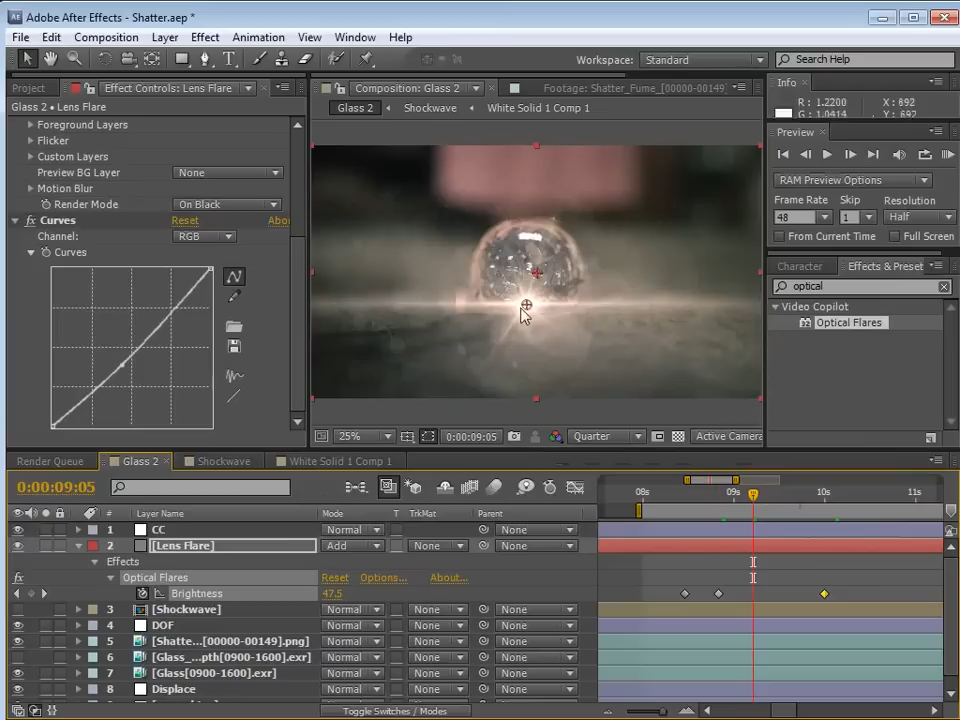 Adobe After Effects - Shatter.aep *
File Edit Composition Layer Effect Animation View Window Help
Workspace: Standard Search Help
Project Effect Controls: Lens Flare
Composition: Glass 2 Footage: Shatter_Fume_[00000-00149]
Info
Glass 2 • Lens Flare
Glass 2 Shockwave White Solid 1 Comp 1
R: 1.2200 X: 692
G: 1.0414 Y: 692
Foreground Layers
Flicker
Custom Layers
Preview BG Layer None
Motion Blur
Render Mode On Black
fx Curves Reset Abo
Channel: RGB
Curves
Preview
RAM Preview Options
Frame Rate Skip Resolution
48 1 Half
From Current Time Full Screen
Character Effects & Preset
optical
Video Copilot
32 Optical Flares
25% 0:00:09:05 Quarter Active Camera
Render Queue Glass 2 Shockwave White Solid 1 Comp 1
0:00:09:05
08s 09s 10s 11s
# Layer Name Mode T TrkMat Parent
1 CC Normal None
2 [Lens Flare] Add None None
Effects
fx Optical Flares Reset Options... About...
Brightness 47.5
3 [Shockwave] Normal None None
4 DOF Normal None None
5 [Shatte...[00000-00149].png] Normal None None
6 [Glass_...pth[0900-1600].exr] Normal None None
7 [Glass[0900-1600].exr] Normal None None
8 Displace Normal None None
Toggle Switches / Modes